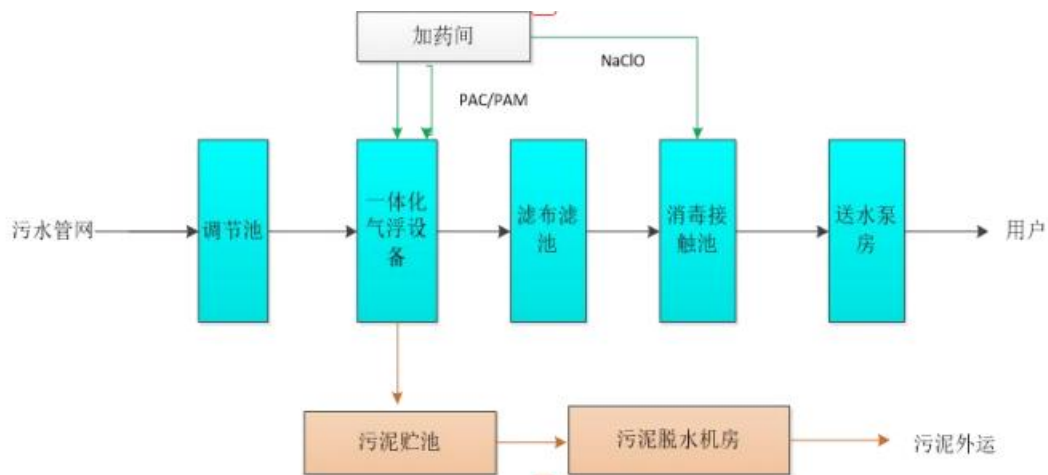 加药间
NaClO
PAC/PAM
污水管网
调节池
一体化
气浮设
备
滤布滤
池
消毒接
触池
送水泵
房
用户
污泥贮池
污泥脱水机房
污泥外运